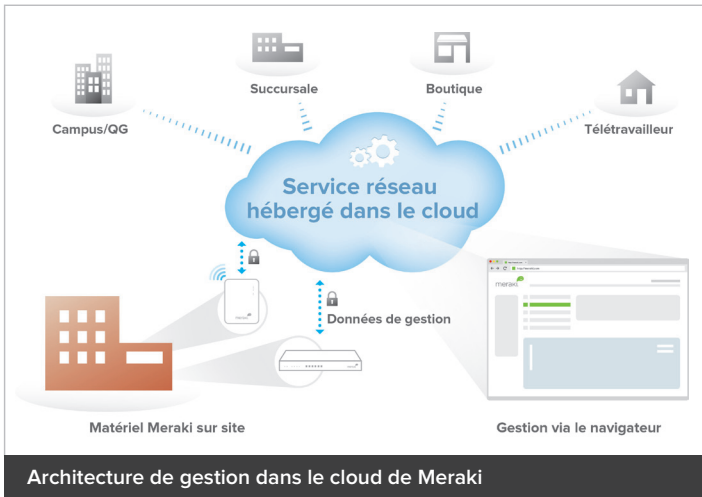 Succursale
Boutique
Campus/QG
Télétravailleur
Service réseau
hébergé dans le cloud
meraki
Données de gestion
Matériel Meraki sur site
Gestion via le navigateur
Architecture de gestion dans le cloud de Meraki